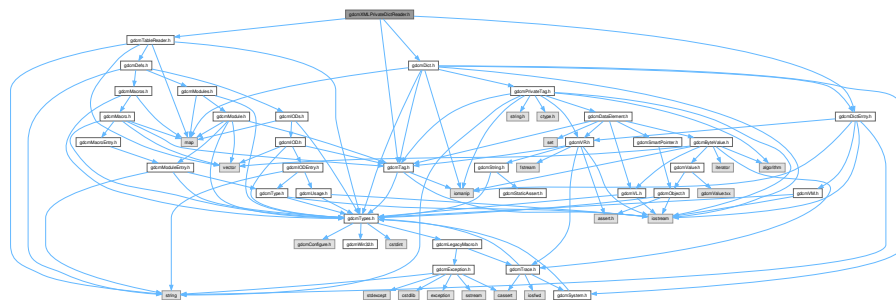 gdcmXMLPrivateDictReader.h
gdcmTableReader.h
gdcmDefs.h
gdcmDict.h
gdcmMacros.h
gdcmModules.h
gdcmPrivateTag.h
gdcmMacro.h
gdcmModule.h
gdcmIODs.h
string.h
ctype.h
gdcmDataElement.h
gdcmDictEntry.h
gdcmMacroEntry.h
map
gdcmIOD.h
set
gdcmVR.h
gdcmSmartPointer.h
gdcmByteValue.h
gdcmModuleEntry.h
vector
gdcmIODEntry.h
gdcmTag.h
gdcmString.h
fstream
gdcmValue.h
iterator
algorithm
gdcmType.h
gdcmUsage.h
iomanip
gdcmStaticAssert.h
gdcmVL.h
gdcmObject.h
gdcmValue.txx
gdcmVM.h
gdcmTypes.h
assert.h
iostream
gdcmConfigure.h
gdcmWin32.h
cstdint
gdcmLegacyMacro.h
gdcmException.h
gdcmTrace.h
string
stdexcept
cstdlib
exception
sstream
cassert
iosfwd
gdcmSystem.h